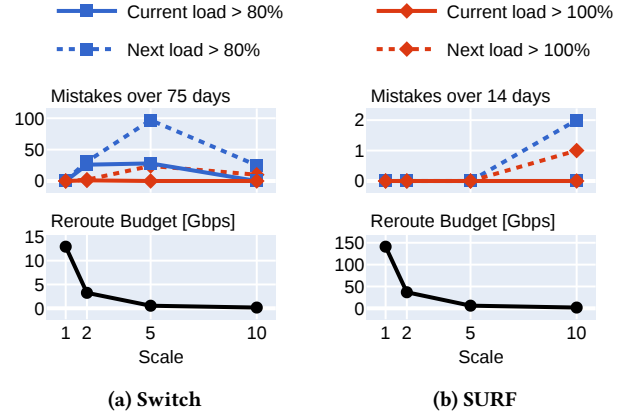 Current load > 80%
Current load > 100%
Next load > 80%
Next load > 100%
Mistakes over 75 days
100
50
0
Reroute Budget [Gbps]
15
10
5
0
1 2 5 10
Scale
(a) Switch
Mistakes over 14 days
2
1
0
Reroute Budget [Gbps]
150
100
50
0
1 2 5 10
Scale
(b) SURF